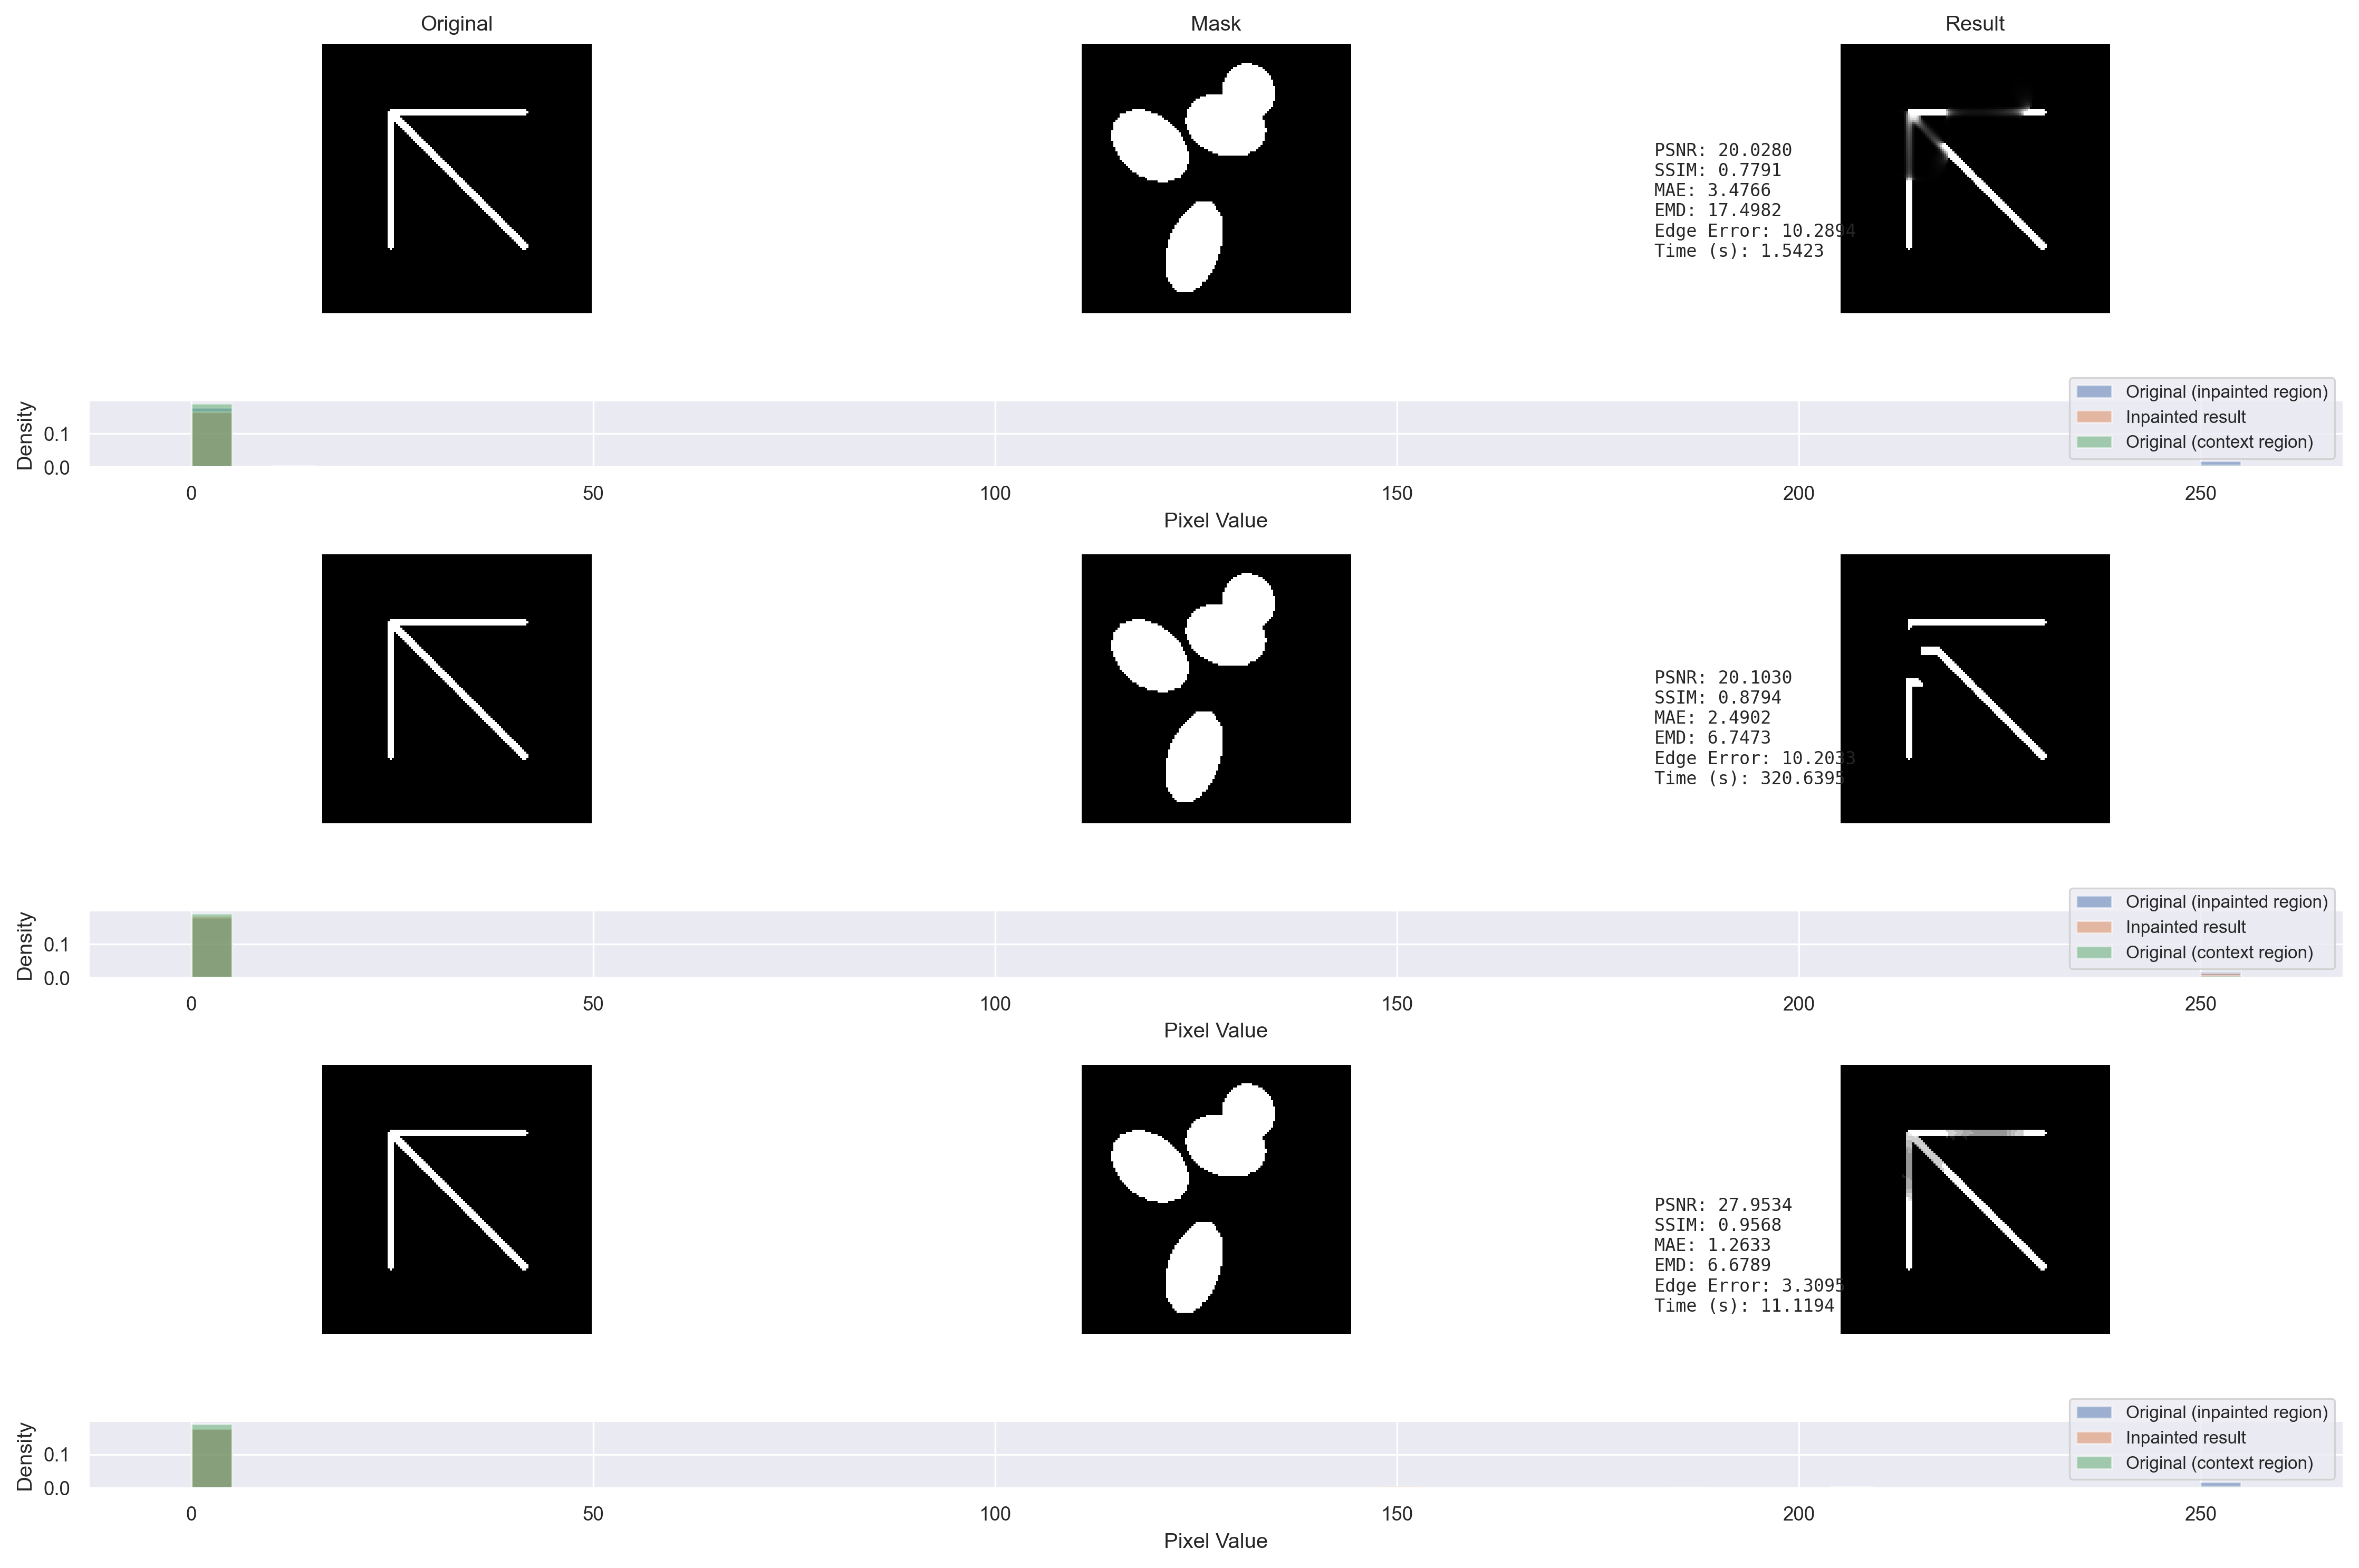 Original
Mask
Result
PSNR: 20.0280
SSIM: 0.7791
MAE: 3.4766
EMD: 17.4982
Edge Error: 10.2894
Time (s): 1.5423
Density
0.1
0.0
Original (inpainted region)
Inpainted result
Original (context region)
0 50 100 150 200 250
Pixel Value
PSNR: 20.1030
SSIM: 0.8794
MAE: 2.4902
EMD: 6.7473
Edge Error: 10.2033
Time (s): 320.6395
Density
0.1
0.0
Original (inpainted region)
Inpainted result
Original (context region)
0 50 100 150 200 250
Pixel Value
PSNR: 27.9534
SSIM: 0.9568
MAE: 1.2633
EMD: 6.6789
Edge Error: 3.3095
Time (s): 11.1194
Density
0.1
0.0
Original (inpainted region)
Inpainted result
Original (context region)
0 50 100 150 200 250
Pixel Value